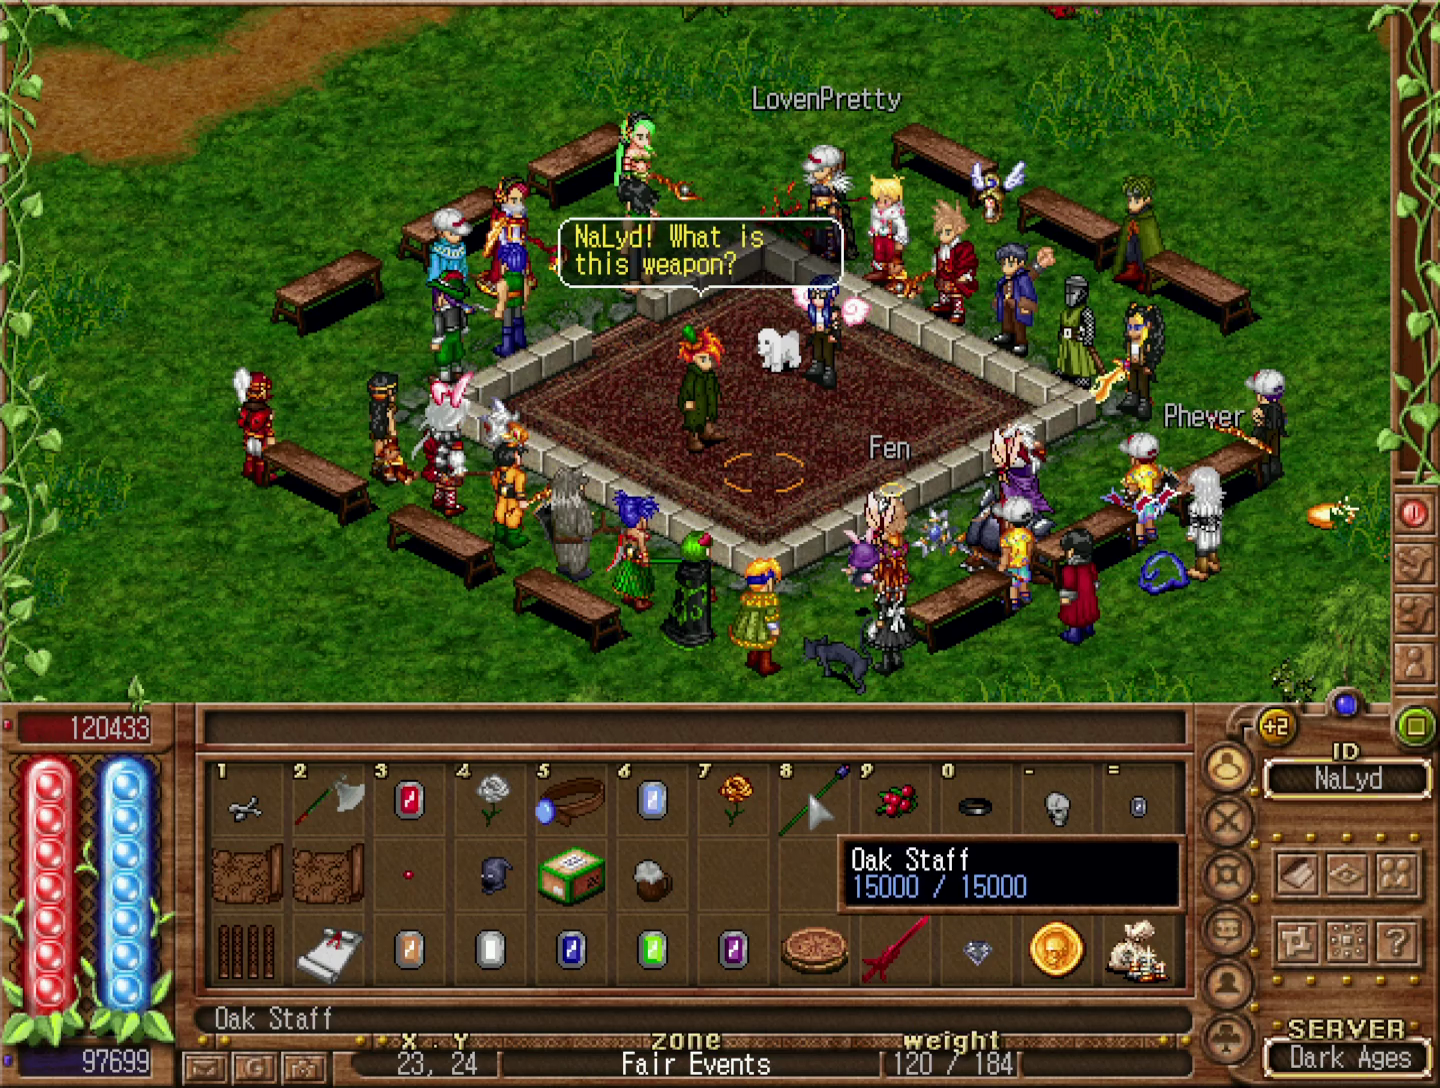 LovenPretty
NaLyd! What is
this weapon?
Phever
Fen
120433
1 2 3 4 5 6 7 8 9 0 - =
+2
ID
NaLyd
Oak Staff
15000 / 15000
Oak Staff
X . Y zone weight
97699
G
23, 24 Fair Events 120 / 184
?
SERVER
Dark Ages